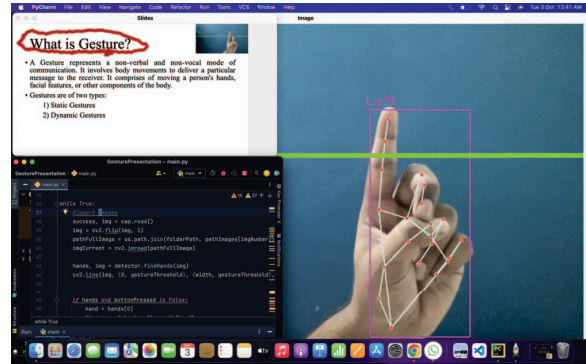 PyCharm File Edit View Navigate Code Refactor Run Tools VCS Window Help Tue 3 Oct 12:41 AM
Slides
Image
What is Gesture?
• A Gesture represents a non-verbal and non-vocal mode of
communication. It involves body movements to deliver a particular
message to the receiver. It comprises of moving a person's hands,
facial features, or other components of the body.
• Gestures are of two types:
1) Static Gestures
2) Dynamic Gestures
Left
GesturePresentation – main.py
GesturePresentation main.py main
main.py
while True:
#Import Images
success, img = cap.read()
img = cv2.flip(img, 1)
pathFullImage = os.path.join(folderPath, pathImages[imgNumber
imgCurrent = cv2.imread(pathFullImage)
hands, img = detector.findHands(img)
cv2.line(img, (0, gestureThreshold), (width, gestureThreshold),
if hands and buttonPressed is False:
hand = hands[0]
while True
Run: main